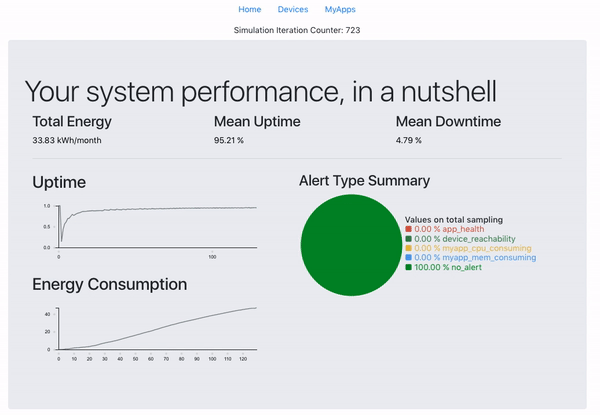 Home Devices MyApps
Simulation Iteration Counter: 723
Your system performance, in a nutshell
Total Energy Mean Uptime Mean Downtime
33.83 kWh/month 95.21 % 4.79 %
Uptime
1.0
0.5
0.0
0 100
Alert Type Summary
Values on total sampling
0.00 % app_health
0.00 % device_reachability
0.00 % myapp_cpu_consuming
0.00 % myapp_mem_consuming
100.00 % no_alert
Energy Consumption
40
20
0
0 10 20 30 40 50 60 70 80 90 100 110 120